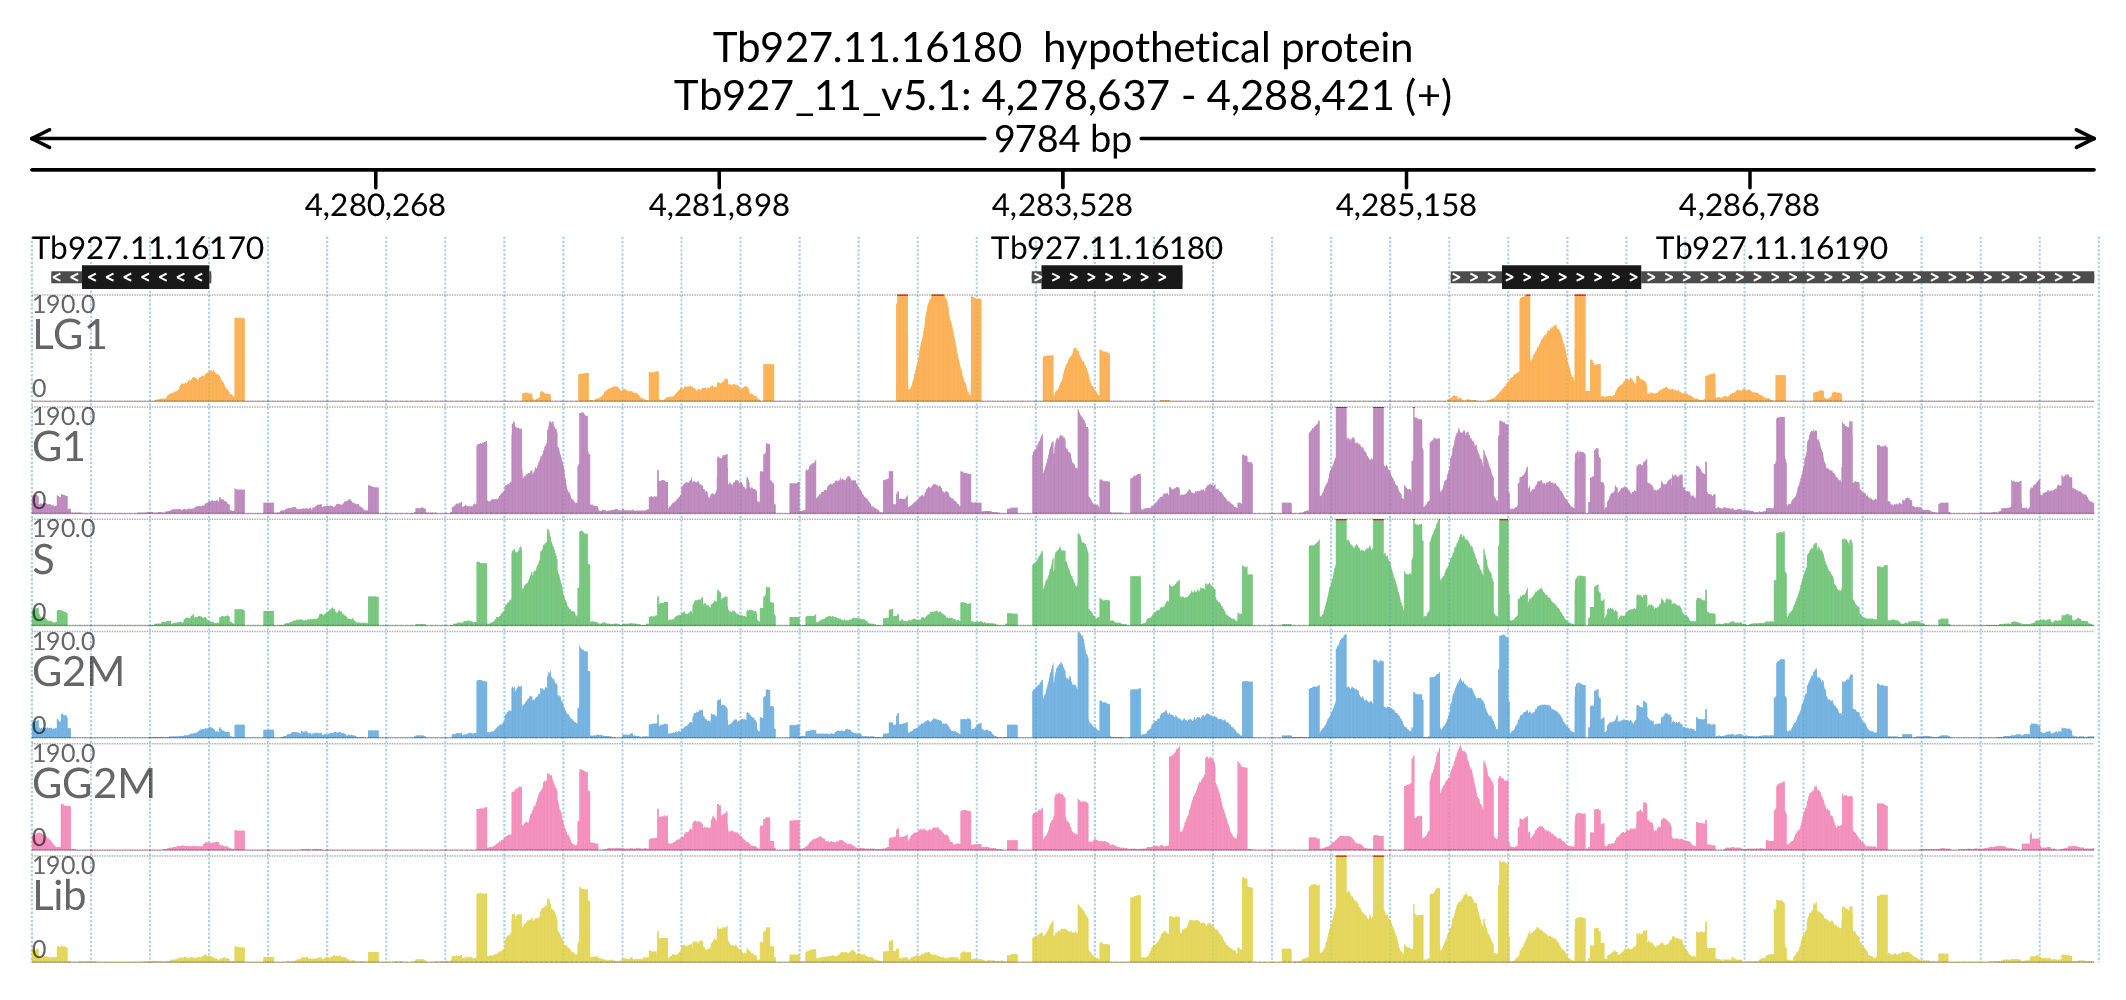 Tb927.11.16180 hypothetical protein
Tb927_11_v5.1: 4,278,637 - 4,288,421 (+)
9784 bp
4,280,268 4,281,898 4,283,528 4,285,158 4,286,788
Tb927.11.16170 Tb927.11.16180 Tb927.11.16190
190.0
LG1
0
190.0
G1
0
190.0
S
0
190.0
G2M
0
190.0
GG2M
0
190.0
Lib
0